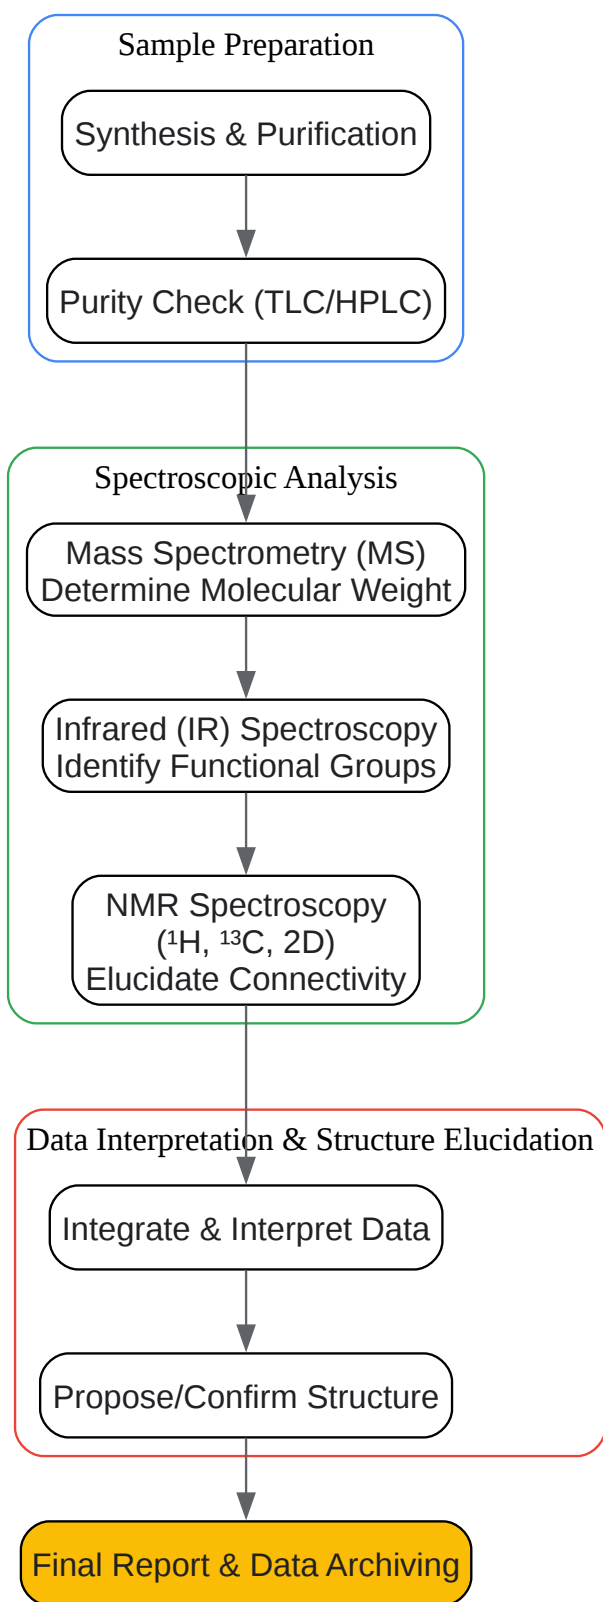 Sample Preparation
Synthesis & Purification
Purity Check (TLC/HPLC)
Spectroscopic Analysis
Mass Spectrometry (MS)
Determine Molecular Weight
Infrared (IR) Spectroscopy
Identify Functional Groups
NMR Spectroscopy
(¹H, ¹³C, 2D)
Elucidate Connectivity
Data Interpretation & Structure Elucidation
Integrate & Interpret Data
Propose/Confirm Structure
Final Report & Data Archiving